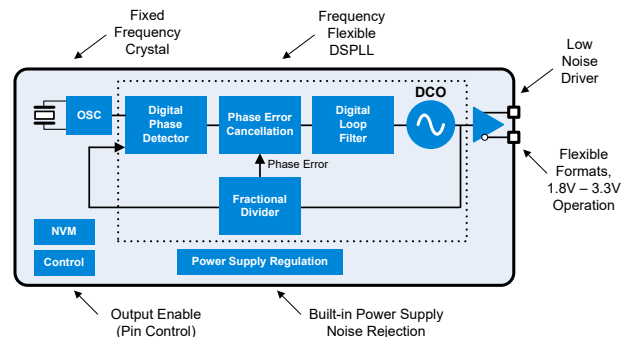 Fixed
Frequency
Crystal
Frequency
Flexible
DSPLL
Low
Noise
Driver
OSC
Digital
Phase
Detector
Phase Error
Cancellation
Digital
Loop
Filter
DCO
Phase Error
Fractional
Divider
Flexible
Formats,
1.8V – 3.3V
Operation
NVM
Control
Power Supply Regulation
Output Enable
(Pin Control)
Built-in Power Supply
Noise Rejection